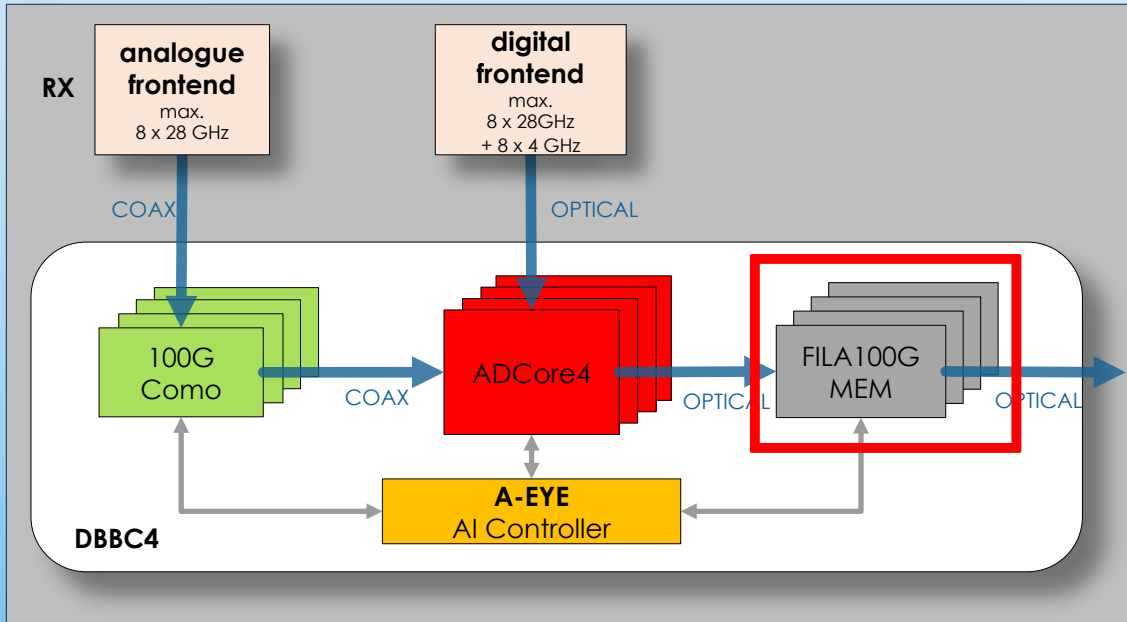 RX
analogue
frontend
max.
8 x 28 GHz
digital
frontend
max.
8 x 28GHz
+ 8 x 4 GHz
COAX
OPTICAL
100G
Como
COAX
ADCore4
OPTICAL
FILA100G
MEM
OPTICAL
A-EYE
AI Controller
DBBC4